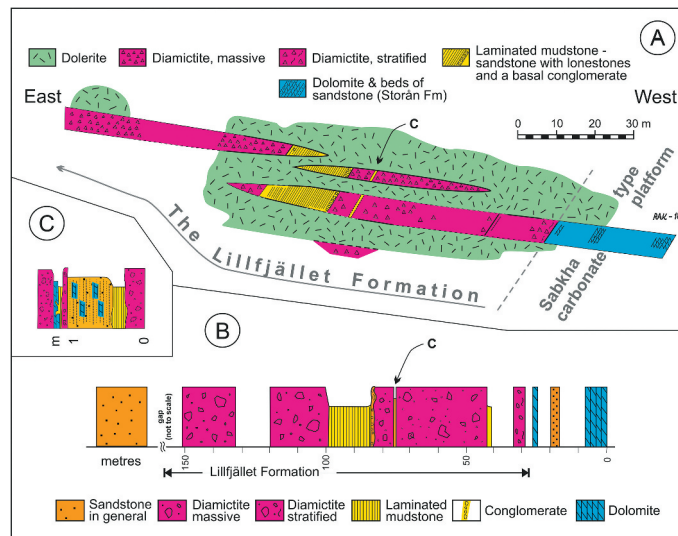 A
Dolerite
Diamictite, massive
Diamictite, stratified
Laminated mudstone -
sandstone with lonestones
and a basal conglomerate
Dolomite & beds of
sandstone (Storån Fm)
East
West
C
0 10 20 30 m
type platform
Sabkha
carbonate
The Lillfjället Formation
C
m 1 0
B
C
gap
(not to scale)
metres
150
100
50
0
Lillfjället Formation
Sandstone
in general
Diamictite
massive
Diamictite
stratified
Laminated
mudstone
Conglomerate
Dolomite